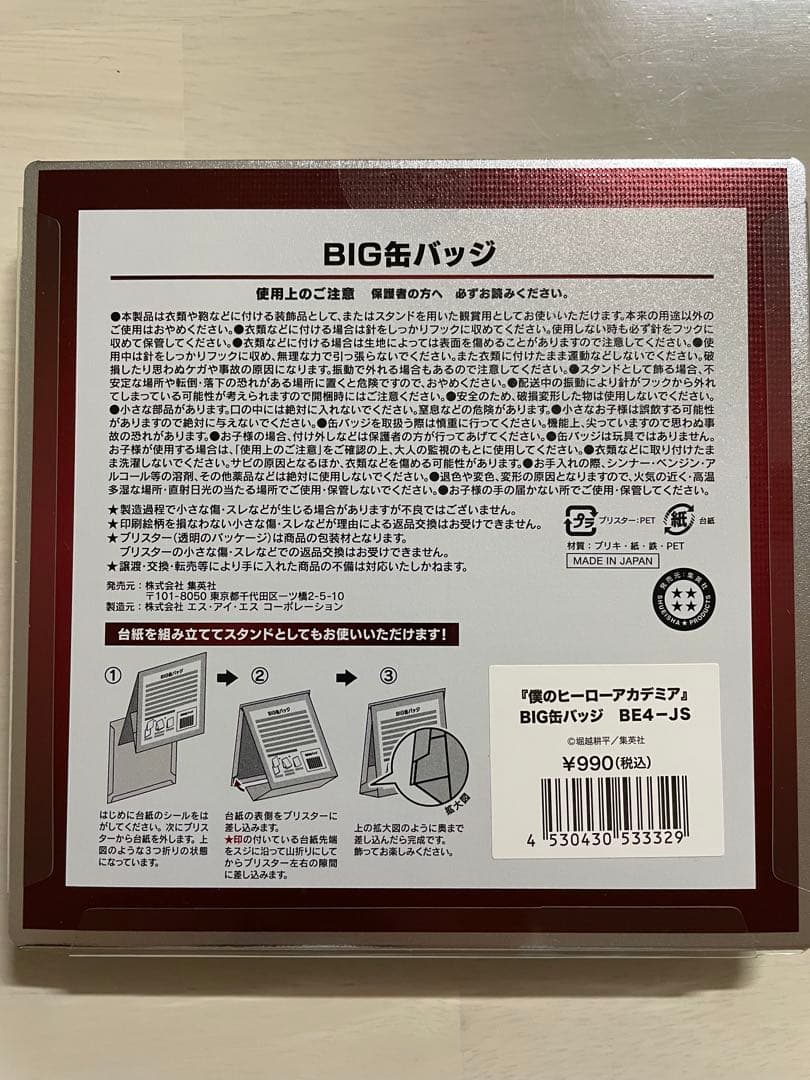 BIG缶バッジ
使用上のご注意　保護者の方へ　必ずお読みください。
●本製品は衣類や鞄などに付ける装飾品として、またはスタンドを用いた観賞用としてお使いいただけます。本来の用途以外の
ご使用はおやめください。●衣類などに付ける場合は針をしっかりフックに収めてください。使用しない時も必ず針をフックに
収めて保管してください。●衣類などに付ける場合は生地によっては表面を傷めることがありますので注意してください。●使
用中は針をしっかりフックに収め、無理な力で引っ張らないでください。また衣類に付けたまま運動などしないでください。破
損したり思わぬケガや事故の原因になります。振動で外れる場合もあるので注意してください。●スタンドとして飾る場合、不
安定な場所や転倒・落下の恐れがある場所に置くと危険ですので、おやめください。●配送中の振動により針がフックから外れ
てしまっている可能性が考えられますので開梱時にはご注意ください。●安全のため、破損変形した物は使用しないでください。
●小さな部品があります。口の中には絶対に入れないでください。窒息などの危険があります。●小さなお子様は誤飲する可能性
がありますので絶対に与えないでください。●缶バッジを取扱う際は慎重に行ってください。機能上、尖っていますので思わぬ事
故の恐れがあります。●お子様の場合、付け外しなどは保護者の方が行ってあげてください。●缶バッジは玩具ではありません。
お子様が使用する場合は、「使用上のご注意」をご確認の上、大人の監視のもとに使用してください。●衣類などに取り付けたま
ま洗濯しないでください。サビの原因となるほか、衣類などを傷める可能性があります。●お手入れの際、シンナー・ベンジン・ア
ルコール等の溶剤、その他薬品などは絶対に使用しないでください。●退色や変色、変形の原因となりますので、火気の近く・高温
多湿な場所・直射日光の当たる場所でご使用・保管しないでください。●お子様の手の届かない所でご使用・保管してください。
★製造過程で小さな傷・スレなどが生じる場合がありますが不良ではございません。
★印刷絵柄を損なわない小さな傷・スレなどが理由による返品交換はお受けできません。
★ブリスター（透明のパッケージ）は商品の包装材となります。
ブリスターの小さな傷・スレなどでの返品交換はお受けできません。
★譲渡・交換・転売等により手に入れた商品の不備は対応いたしかねます。
プラ
ブリスター：PET
紙
台紙
材質：ブリキ・紙・鉄・PET
MADE IN JAPAN
発売元：株式会社 集英社
〒101-8050 東京都千代田区一ツ橋2-5-10
製造元：株式会社 エス・アイ・エス コーポレーション
発売元：集英社
SHUEISHA★PRODUCTS
台紙を組み立ててスタンドとしてもお使いいただけます！
①
②
③
BIG缶バッジ
BIG缶バッジ
拡大図
はじめに台紙のシールをは
がしてください。次にブリス
ターから台紙を外します。上
図のような3つ折りの状態
になっています。
台紙の表側をブリスターに
差し込みます。
★印の付いている台紙先端
をスジに沿って山折りにして
からブリスター左右の隙間
に差し込みます。
上の拡大図のように奥まで
差し込んだら完成です。
飾ってお楽しみください。
『僕のヒーローアカデミア』
BIG缶バッジ　BE4-JS
©堀越耕平／集英社
¥990(税込)
4 530430 533329